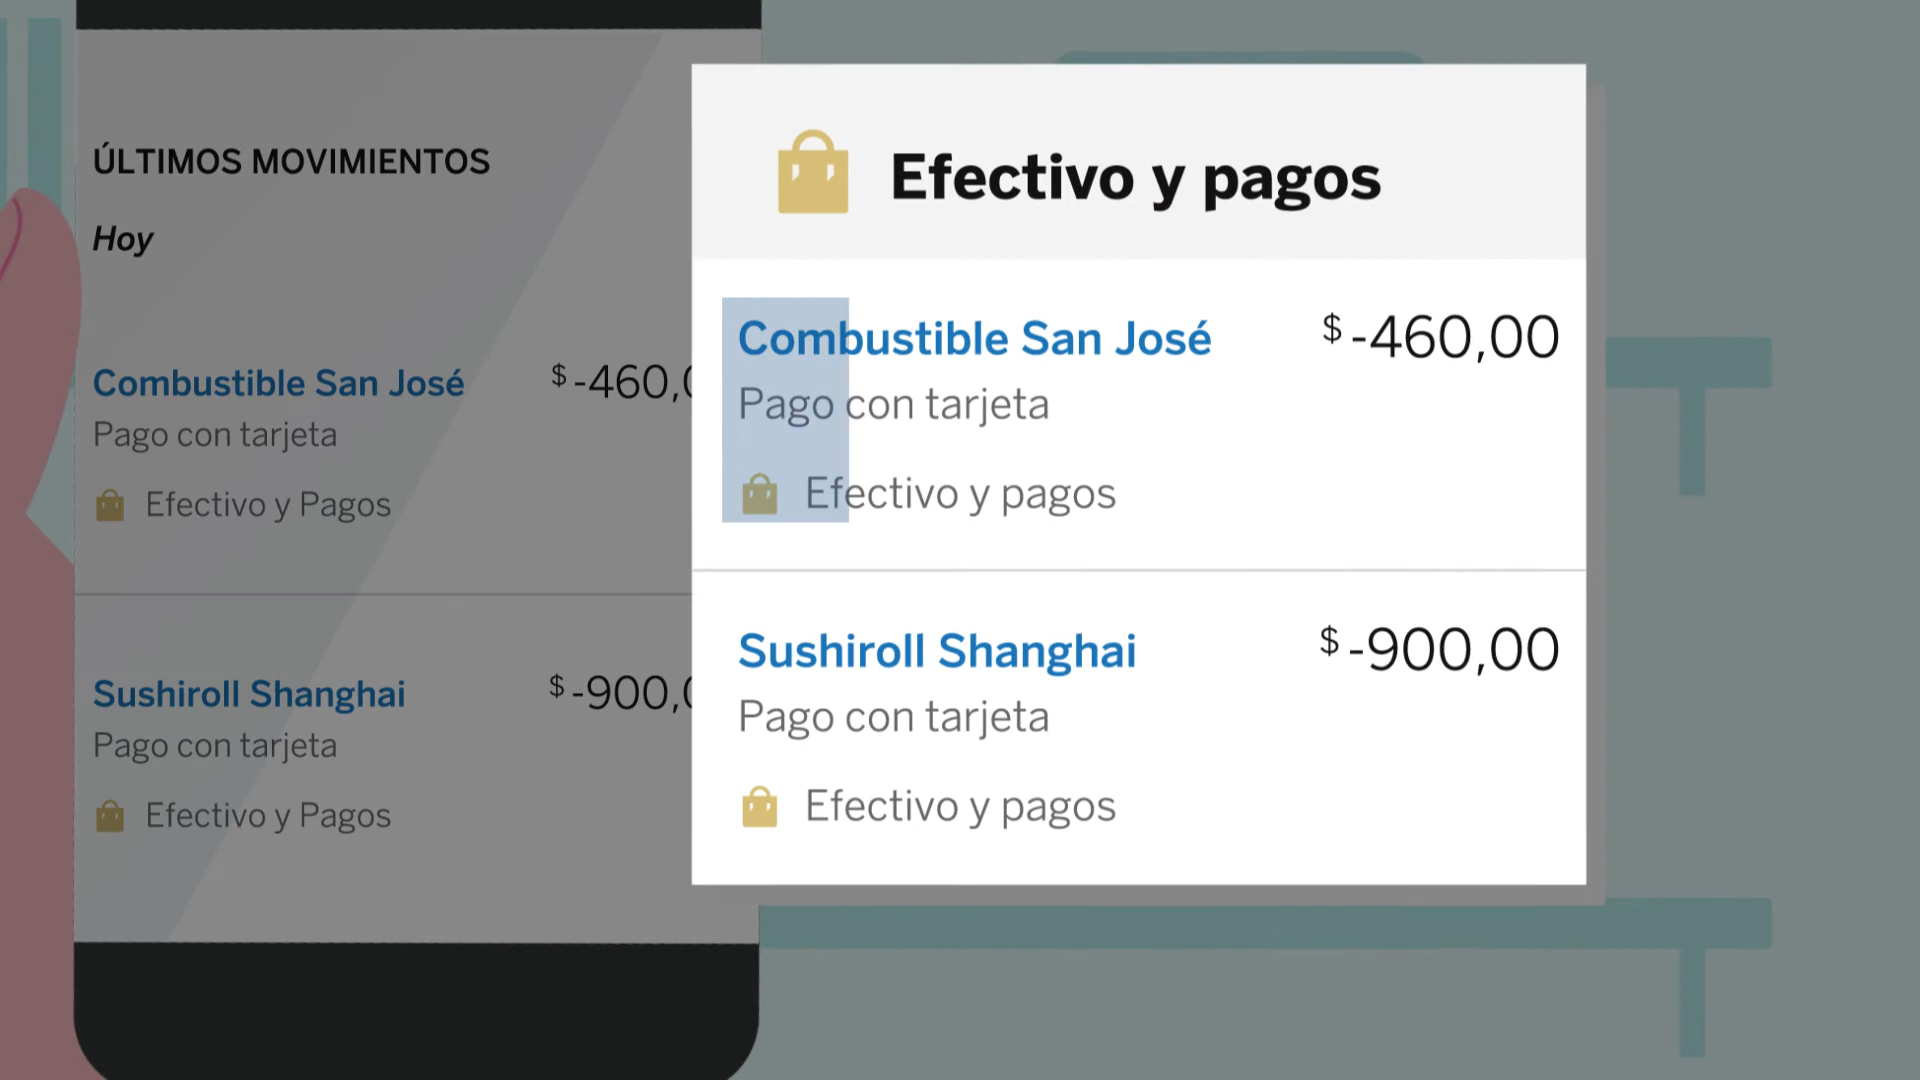 ÚLTIMOS MOVIMIENTOS
Hoy
Combustible San José $ -460,0
Pago con tarjeta
Efectivo y Pagos
Sushiroll Shanghai $ -900,0
Pago con tarjeta
Efectivo y Pagos
Efectivo y pagos
Combustible San José $ -460,00
Pago con tarjeta
Efectivo y pagos
Sushiroll Shanghai $ -900,00
Pago con tarjeta
Efectivo y pagos